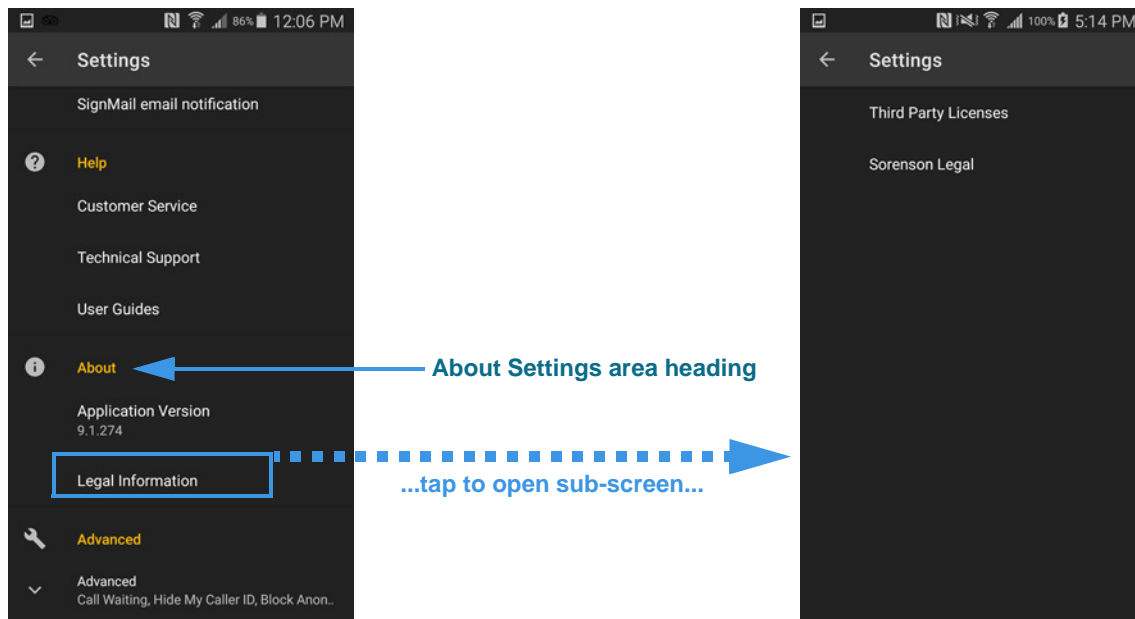 86% 12:06 PM
Settings
SignMail email notification
Help
Customer Service
Technical Support
User Guides
About
Application Version
9.1.274
Legal Information
Advanced
Advanced
Call Waiting, Hide My Caller ID, Block Anon..
About Settings area heading
...tap to open sub-screen...
100% 5:14 PM
Settings
Third Party Licenses
Sorenson Legal